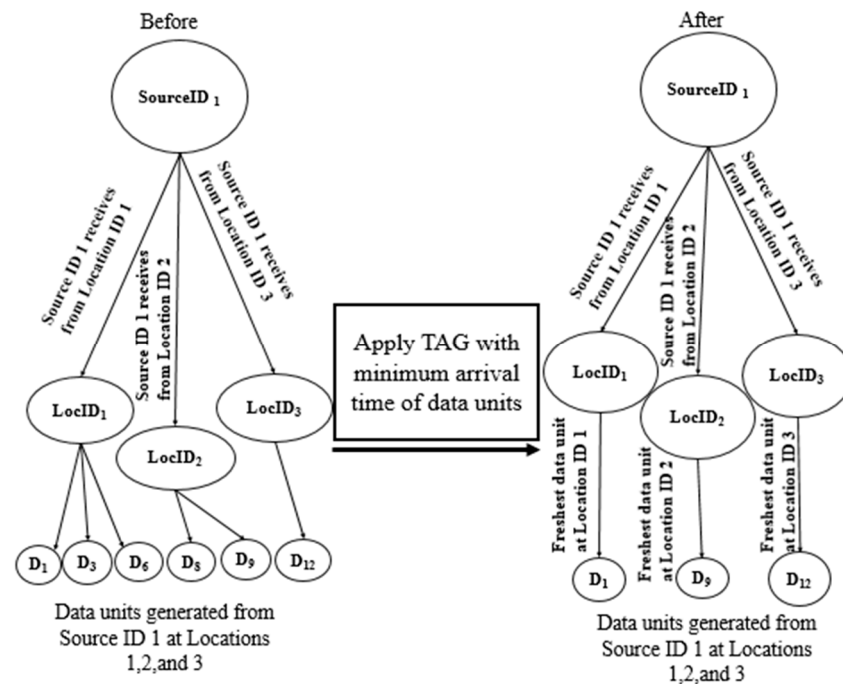 Before
SourceID 1
Source ID 1 receives
from Location ID 1
Source ID 1 receives
from Location ID 2
Source ID 1 receives
from Location ID 3
LocID1
LocID2
LocID3
D1
D3
D6
D8
D9
D12
Data units generated from
Source ID 1 at Locations
1,2,and 3
Apply TAG with
minimum arrival
time of data units
After
SourceID 1
Source ID 1 receives
from Location ID 1
Source ID 1 receives
from Location ID 2
Source ID 1 receives
from Location ID 3
LocID1
LocID2
LocID3
Freshest data unit
at Location ID 1
Freshest data unit
at Location ID 2
Freshest data unit
at Location ID 3
D1
D9
D12
Data units generated from
Source ID 1 at Locations
1,2,and 3